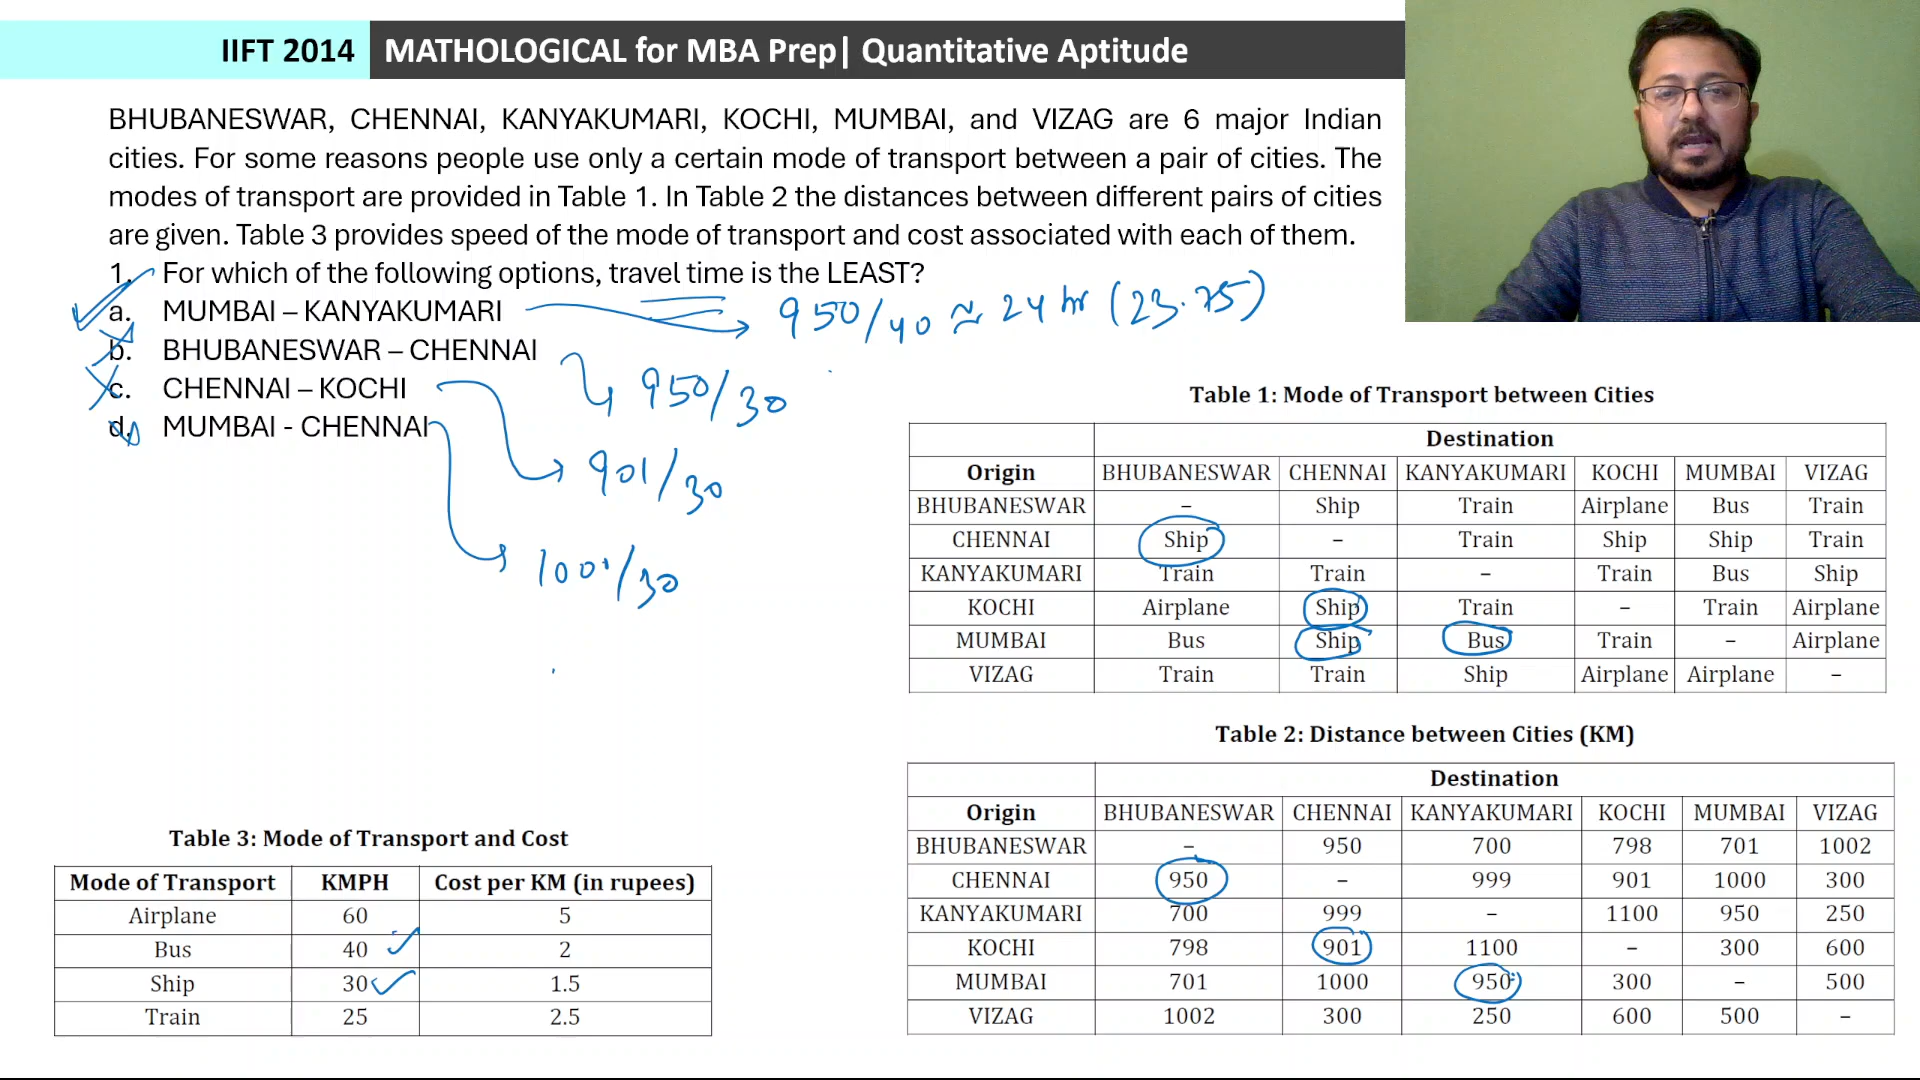 IIFT 2014
MATHOLOGICAL for MBA Prep| Quantitative Aptitude
BHUBANESWAR, CHENNAI, KANYAKUMARI, KOCHI, MUMBAI, and VIZAG are 6 major Indian
cities. For some reasons people use only a certain mode of transport between a pair of cities. The
modes of transport are provided in Table 1. In Table 2 the distances between different pairs of cities
are given. Table 3 provides speed of the mode of transport and cost associated with each of them.
1. For which of the following options, travel time is the LEAST?
a. MUMBAI – KANYAKUMARI
950/40 ≈ 24 hr (23.75)
b. BHUBANESWAR – CHENNAI
950/30
c. CHENNAI – KOCHI
901/30
d. MUMBAI - CHENNAI
1000/30
Table 1: Mode of Transport between Cities
Destination
Origin BHUBANESWAR CHENNAI KANYAKUMARI KOCHI MUMBAI VIZAG
BHUBANESWAR – Ship Train Airplane Bus Train
CHENNAI Ship – Train Ship Ship Train
KANYAKUMARI Train Train – Train Bus Ship
KOCHI Airplane Ship Train – Train Airplane
MUMBAI Bus Ship Bus Train – Airplane
VIZAG Train Train Ship Airplane Airplane –
Table 2: Distance between Cities (KM)
Destination
Origin BHUBANESWAR CHENNAI KANYAKUMARI KOCHI MUMBAI VIZAG
BHUBANESWAR – 950 700 798 701 1002
CHENNAI 950 – 999 901 1000 300
KANYAKUMARI 700 999 – 1100 950 250
KOCHI 798 901 1100 – 300 600
MUMBAI 701 1000 950 300 – 500
VIZAG 1002 300 250 600 500 –
Table 3: Mode of Transport and Cost
Mode of Transport KMPH Cost per KM (in rupees)
Airplane 60 5
Bus 40 2
Ship 30 1.5
Train 25 2.5